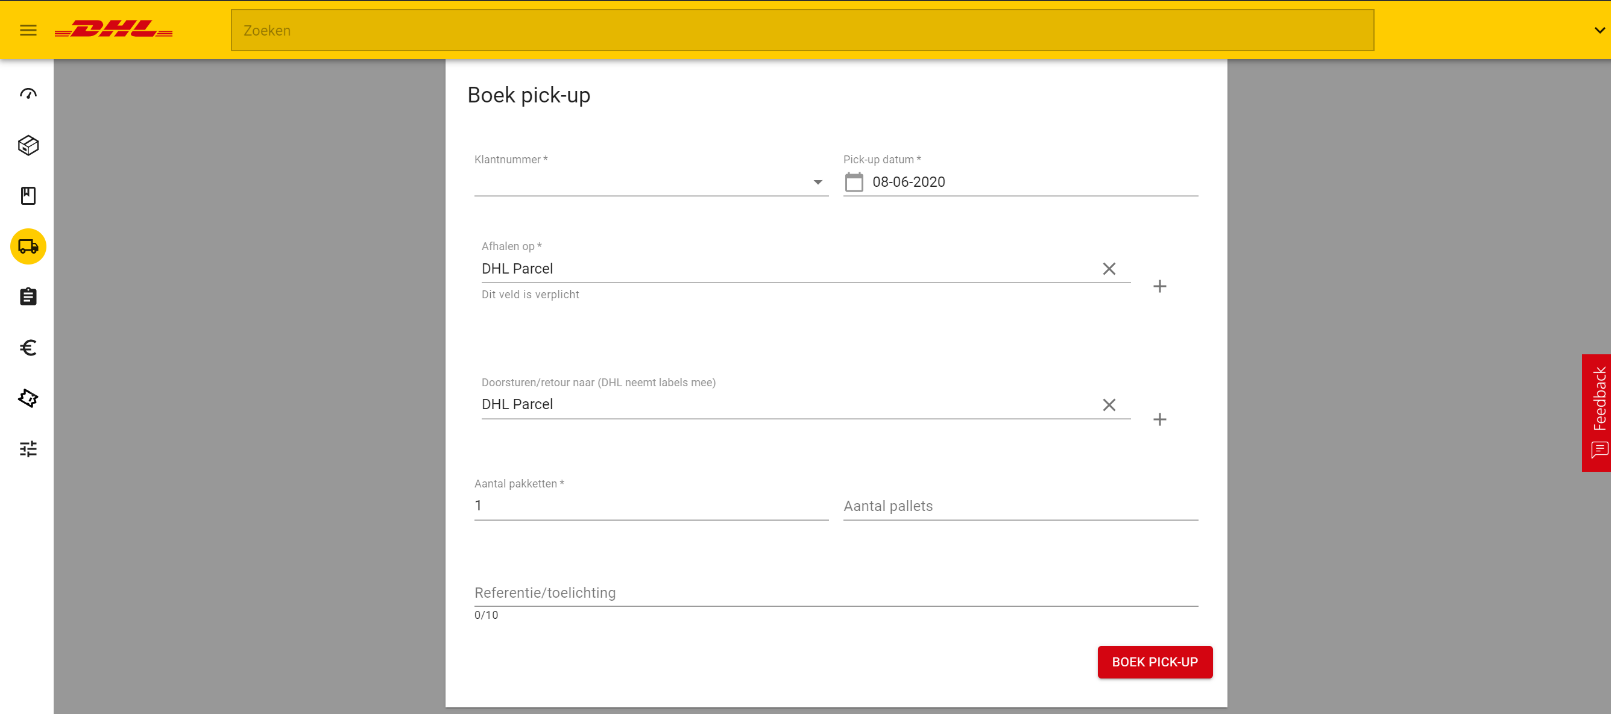 DHL
Zoeken
Boek pick-up
Klantnummer *
Pick-up datum *
08-06-2020
Afhalen op *
DHL Parcel
Dit veld is verplicht
Doorsturen/retour naar (DHL neemt labels mee)
DHL Parcel
Aantal pakketten *
1
Aantal pallets
Referentie/toelichting
0/10
BOEK PICK-UP
Feedback